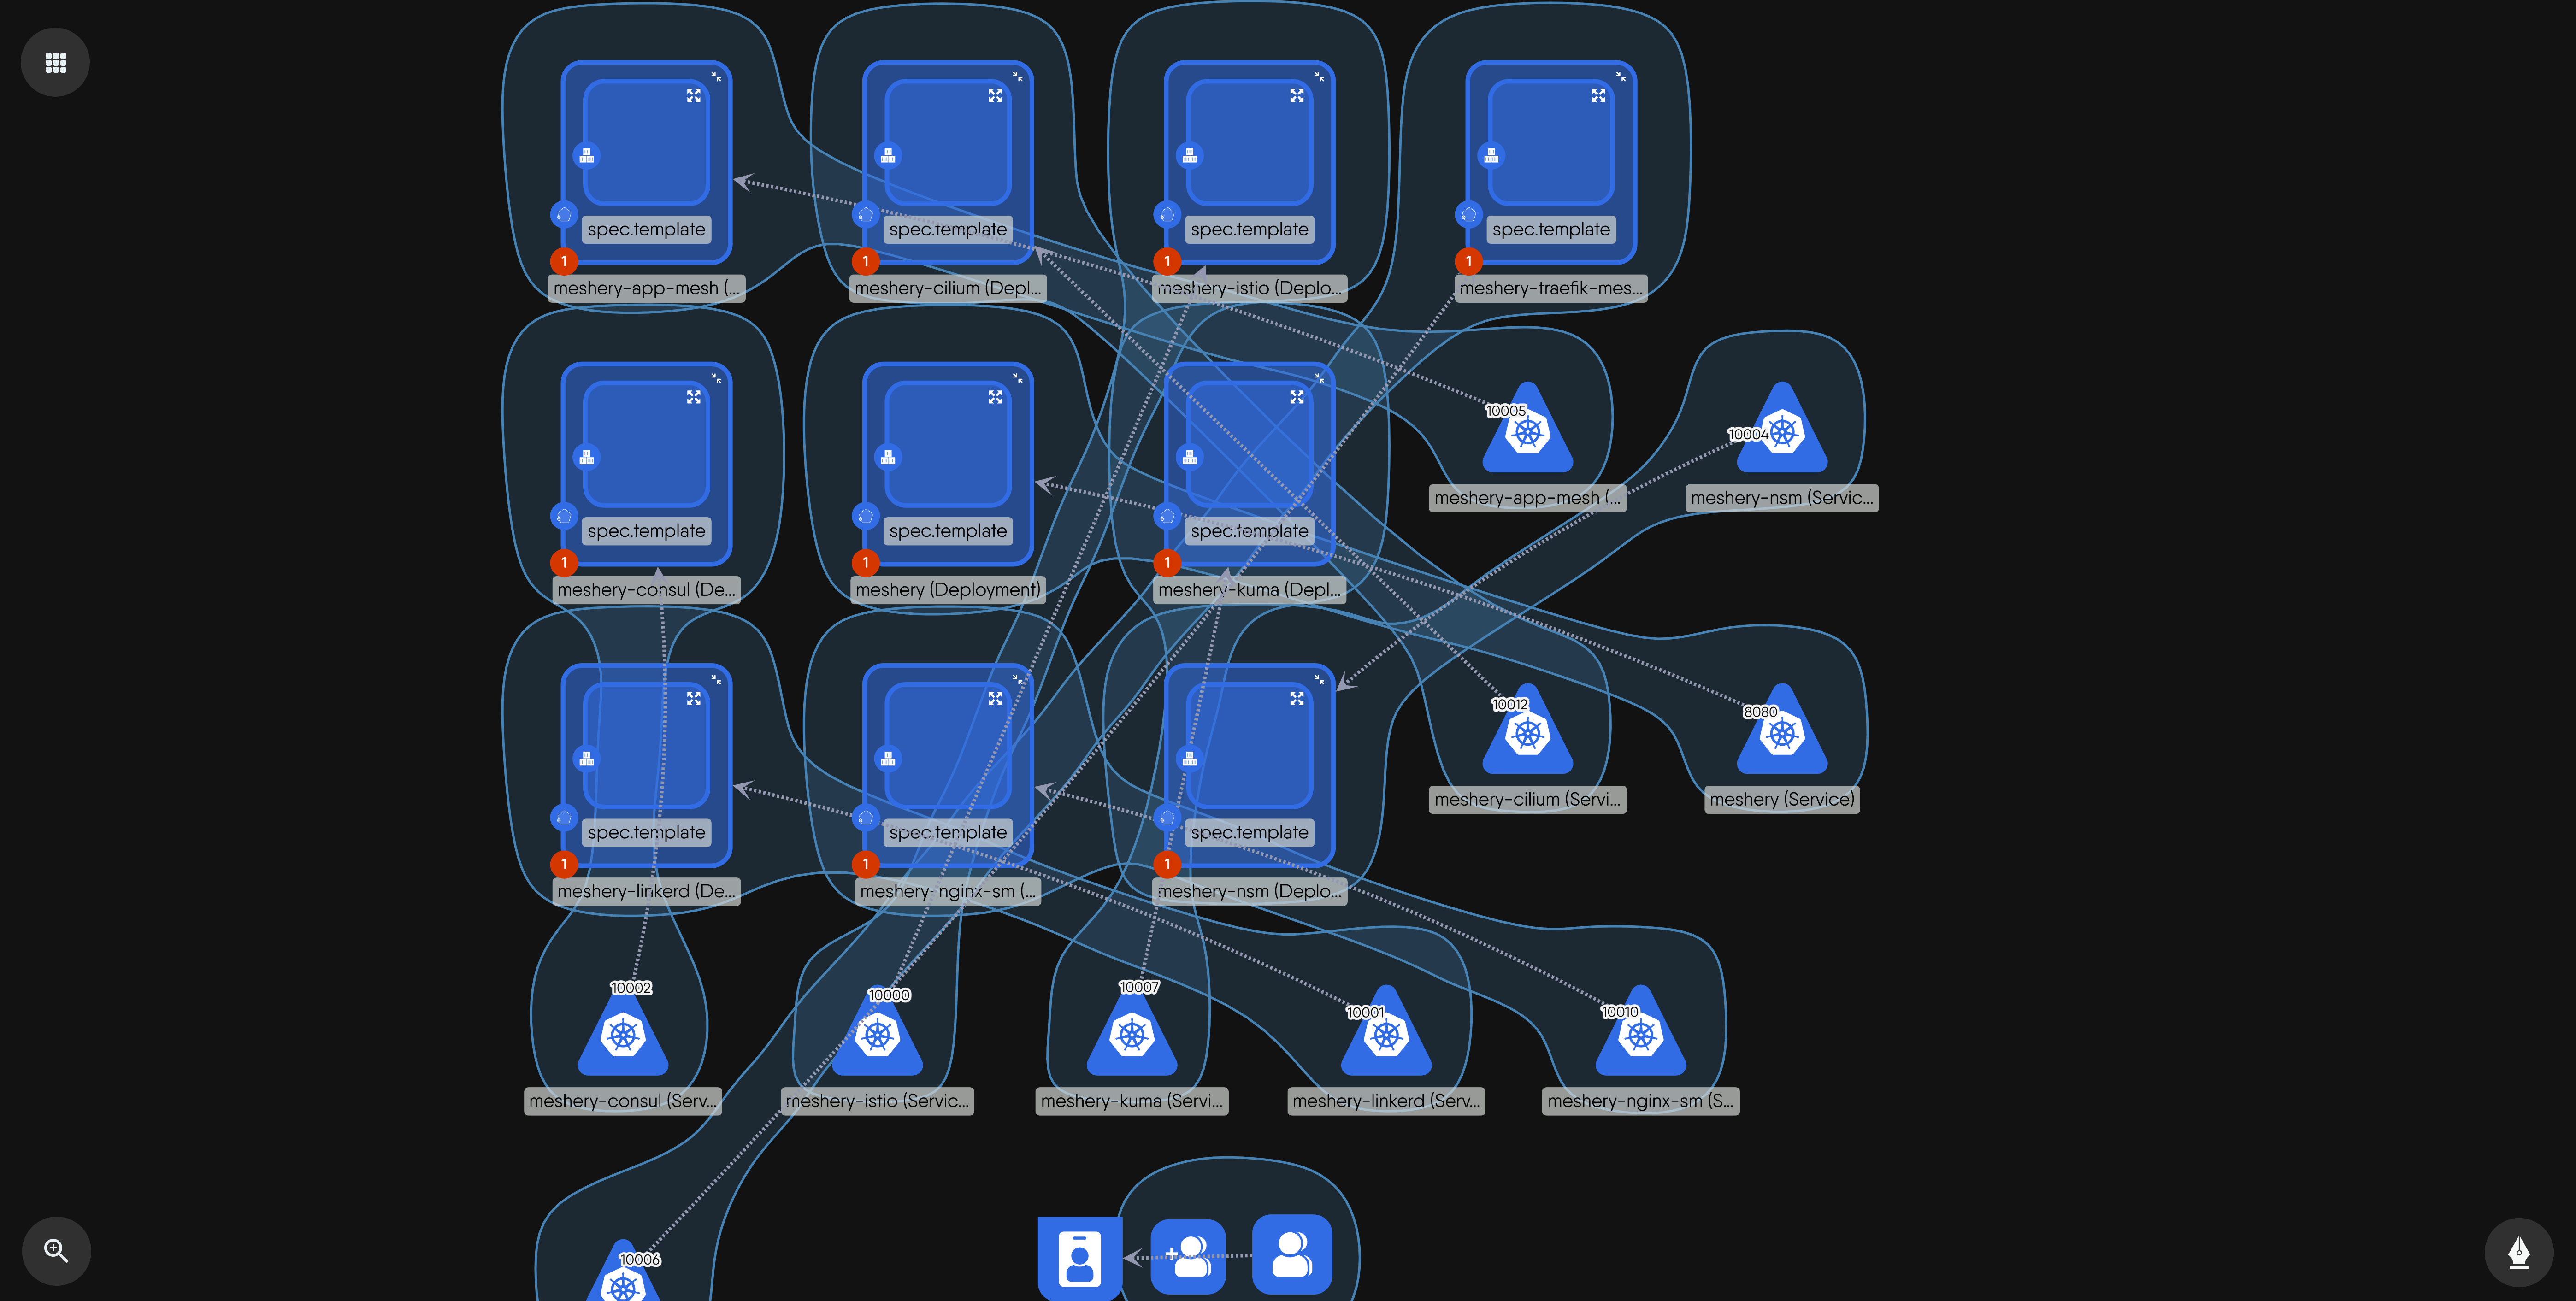 spec.template
spec.template
spec.template
spec.template
1
1
1
1
meshery-app-mesh (...
meshery-cilium (Depl...
meshery-istio (Deplo...
meshery-traefik-mes...
spec.template
spec.template
spec.template
1
1
1
meshery-consul (De...
meshery (Deployment)
meshery-kuma (Depl...
10005
meshery-app-mesh (...
10004
meshery-nsm (Servic...
spec.template
spec.template
spec.template
1
1
1
meshery-linkerd (De...
meshery-nginx-sm (...
meshery-nsm (Deplo...
10012
meshery-cilium (Servi...
8080
meshery (Service)
10002
meshery-consul (Serv...
10000
meshery-istio (Servic...
10007
meshery-kuma (Servi...
10001
meshery-linkerd (Serv...
10010
meshery-nginx-sm (S...
10006